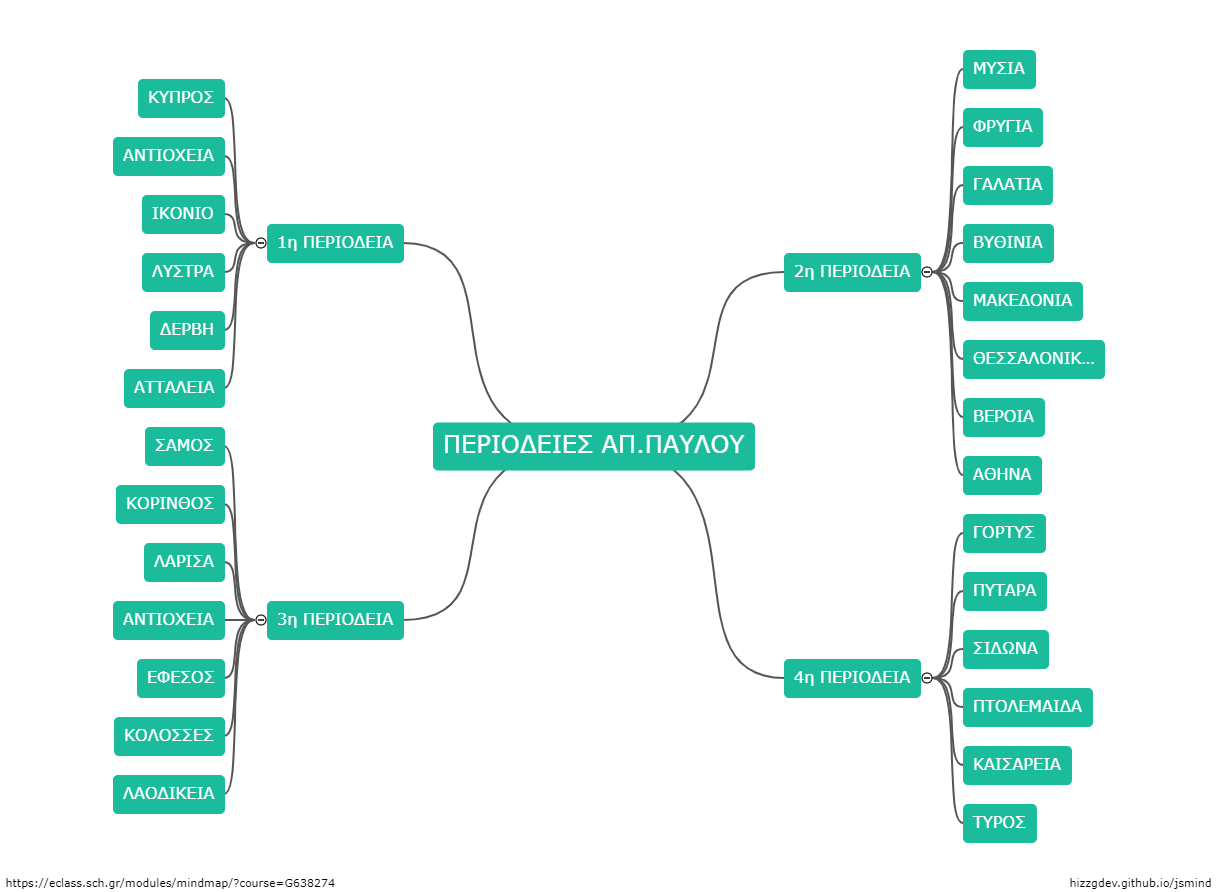 ΠΕΡΙΟΔΕΙΕΣ ΑΠ.ΠΑΥΛΟΥ
1η ΠΕΡΙΟΔΕΙΑ
ΚΥΠΡΟΣ
ΑΝΤΙΟΧΕΙΑ
ΙΚΟΝΙΟ
ΛΥΣΤΡΑ
ΔΕΡΒΗ
ΑΤΤΑΛΕΙΑ
2η ΠΕΡΙΟΔΕΙΑ
ΜΥΣΙΑ
ΦΡΥΓΙΑ
ΓΑΛΑΤΙΑ
ΒΥΘΙΝΙΑ
ΜΑΚΕΔΟΝΙΑ
ΘΕΣΣΑΛΟΝΙΚ...
ΒΕΡΟΙΑ
ΑΘΗΝΑ
3η ΠΕΡΙΟΔΕΙΑ
ΣΑΜΟΣ
ΚΟΡΙΝΘΟΣ
ΛΑΡΙΣΑ
ΑΝΤΙΟΧΕΙΑ
ΕΦΕΣΟΣ
ΚΟΛΟΣΣΕΣ
ΛΑΟΔΙΚΕΙΑ
4η ΠΕΡΙΟΔΕΙΑ
ΓΟΡΤΥΣ
ΠΥΤΑΡΑ
ΣΙΔΩΝΑ
ΠΤΟΛΕΜΑΙΔΑ
ΚΑΙΣΑΡΕΙΑ
ΤΥΡΟΣ
https://eclass.sch.gr/modules/mindmap/?course=G638274
hizzgdev.github.io/jsmind